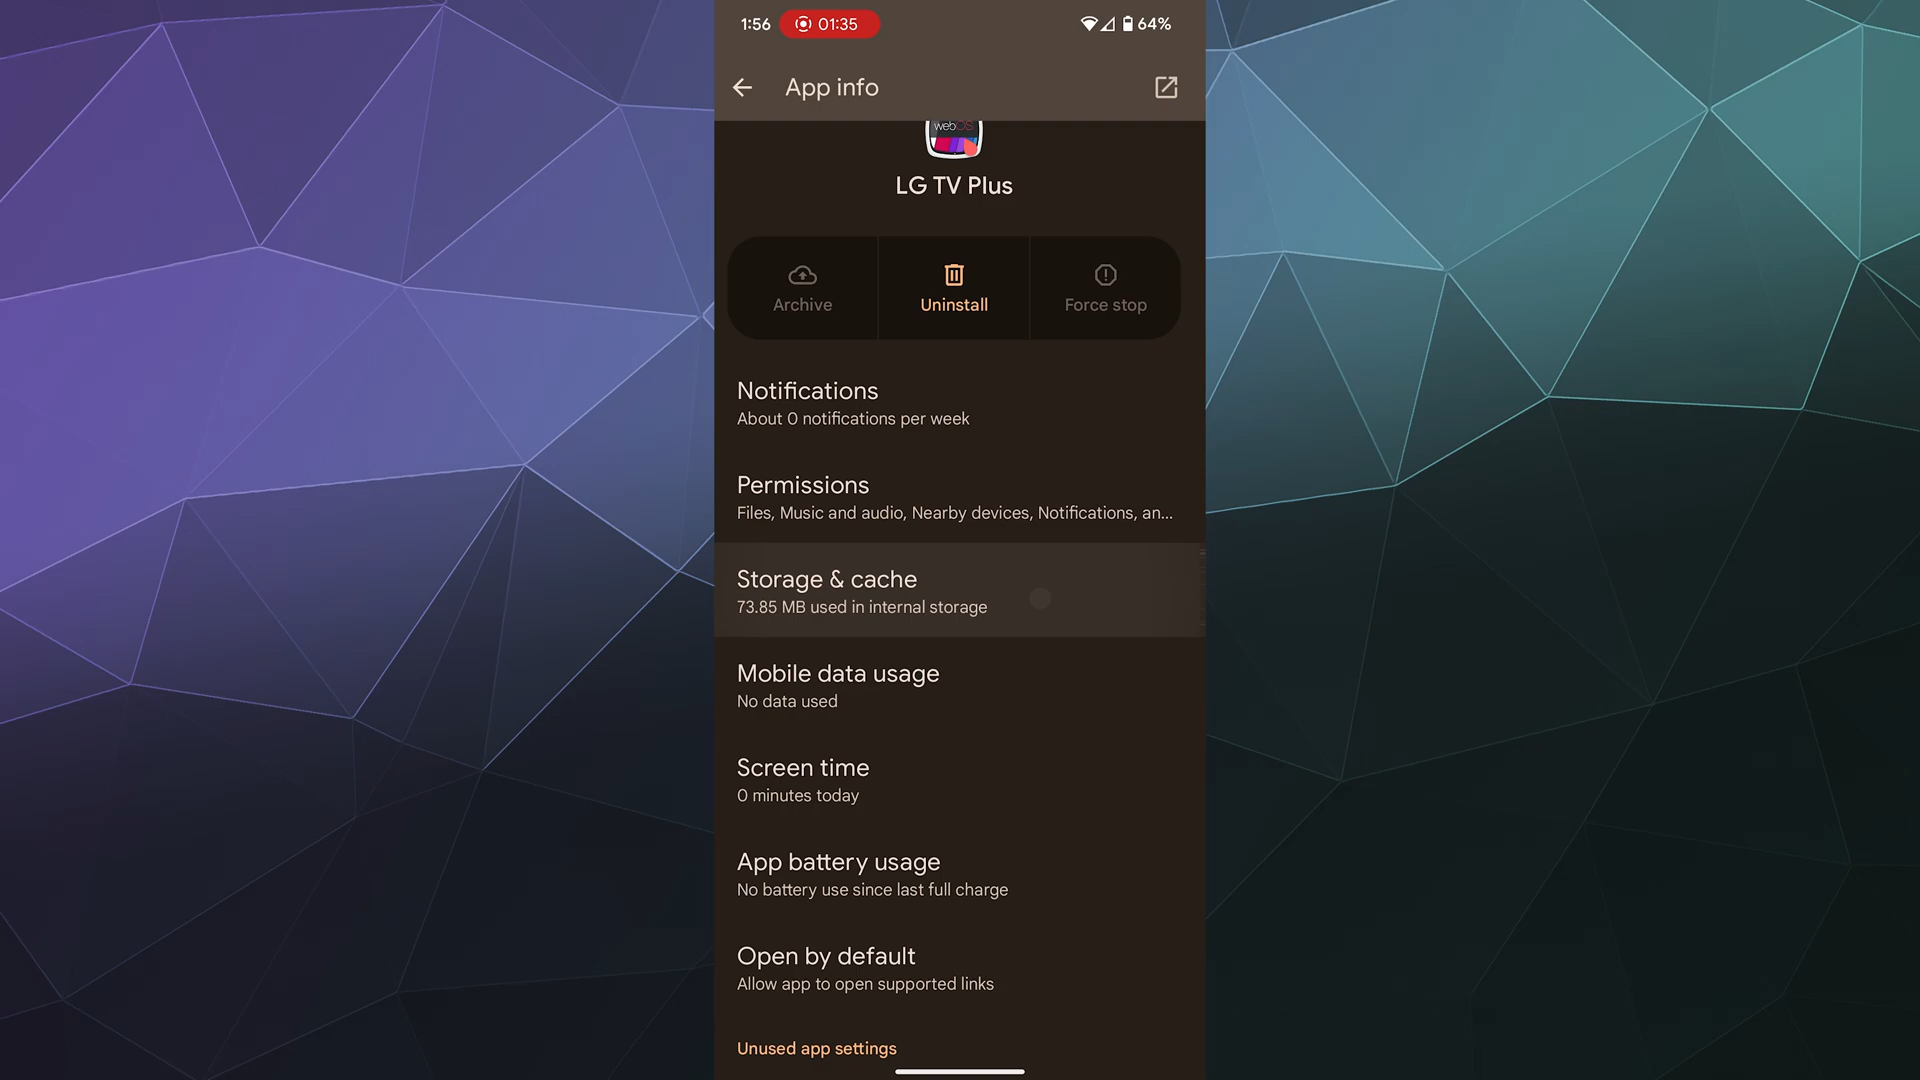 1:56 01:35 64%
App info
webOS
LG TV Plus
Archive
Uninstall
Force stop
Notifications
About 0 notifications per week
Permissions
Files, Music and audio, Nearby devices, Notifications, an...
Storage & cache
73.85 MB used in internal storage
Mobile data usage
No data used
Screen time
0 minutes today
App battery usage
No battery use since last full charge
Open by default
Allow app to open supported links
Unused app settings